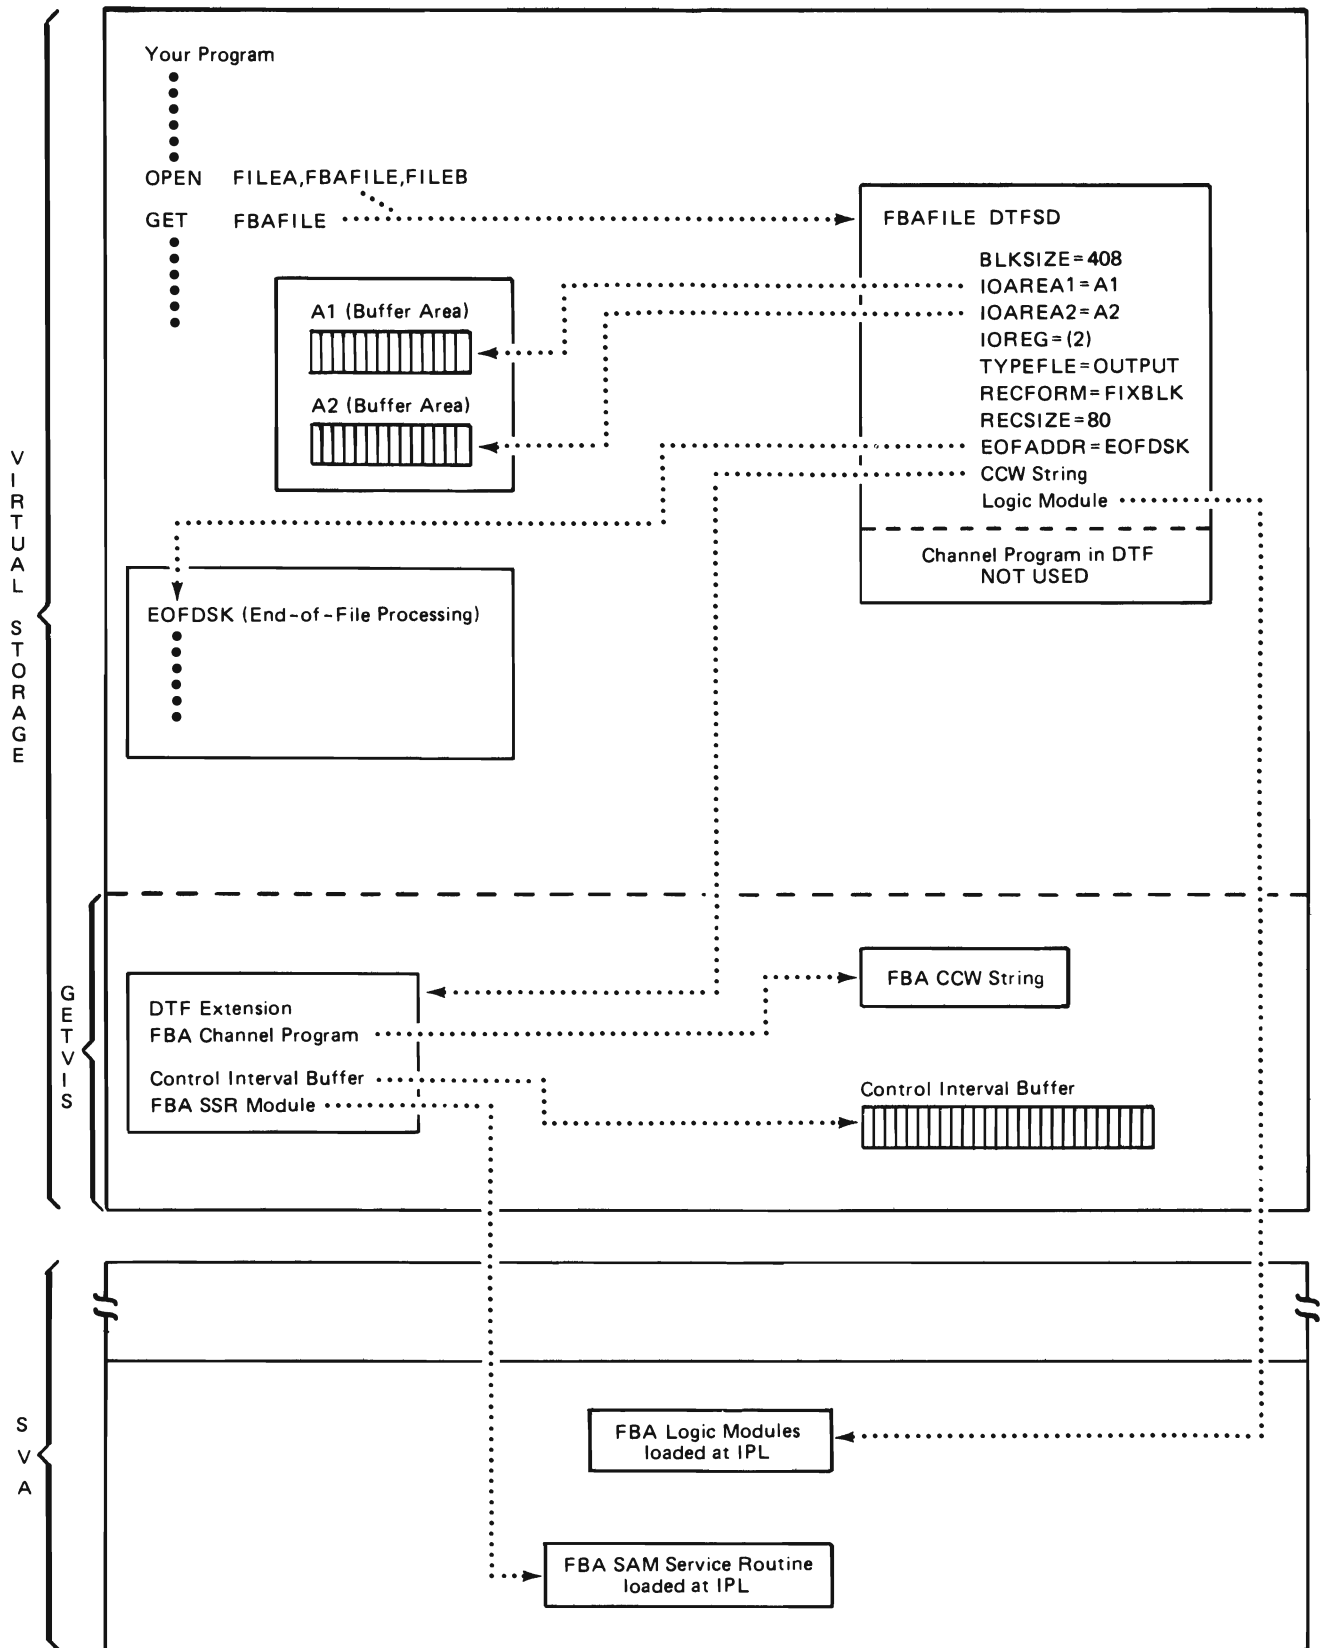 Your Program
OPEN FILEA,FBAFILE,FILEB
GET FBAFILE
FBAFILE DTFSD
BLKSIZE=408
IOAREA1=A1
IOAREA2=A2
IOREG=(2)
TYPEFLE=OUTPUT
RECFORM=FIXBLK
RECSIZE=80
EOFADDR=EOFDSK
CCW String
Logic Module
Channel Program in DTF
NOT USED
A1 (Buffer Area)
A2 (Buffer Area)
EOFDSK (End-of-File Processing)
VIRTUAL STORAGE
GETVIS
DTF Extension
FBA Channel Program
Control Interval Buffer
FBA SSR Module
FBA CCW String
Control Interval Buffer
SVA
FBA Logic Modules
loaded at IPL
FBA SAM Service Routine
loaded at IPL